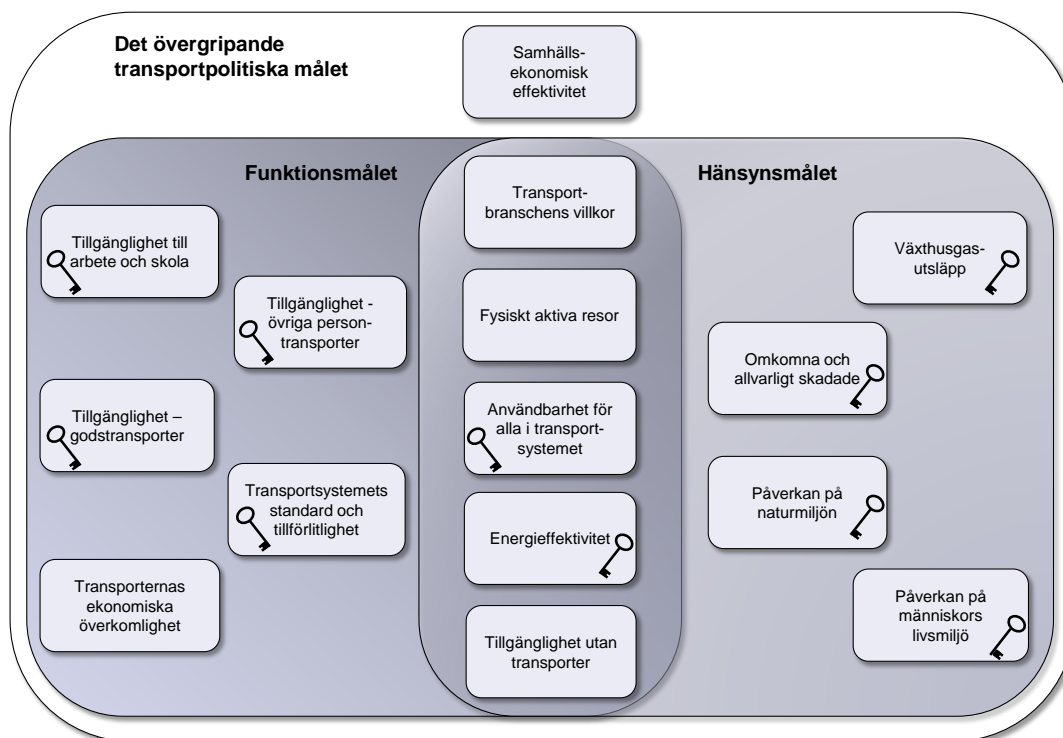 Det övergripande
transportpolitiska målet
Samhälls-
ekonomisk
effektivitet
Funktionsmålet
Hänsynsmålet
Tillgänglighet till
arbete och skola
Tillgänglighet -
övriga person-
transporter
Tillgänglighet –
godstransporter
Transportsystemets
standard och
tillförlitlighet
Transporternas
ekonomiska
överkomlighet
Transport-
branschens villkor
Fysiskt aktiva resor
Användbarhet för
alla i transport-
systemet
Energieffektivitet
Tillgänglighet utan
transporter
Växthusgas-
utsläpp
Omkomna och
allvarligt skadade
Påverkan på
naturmiljön
Påverkan på
människors
livsmiljö